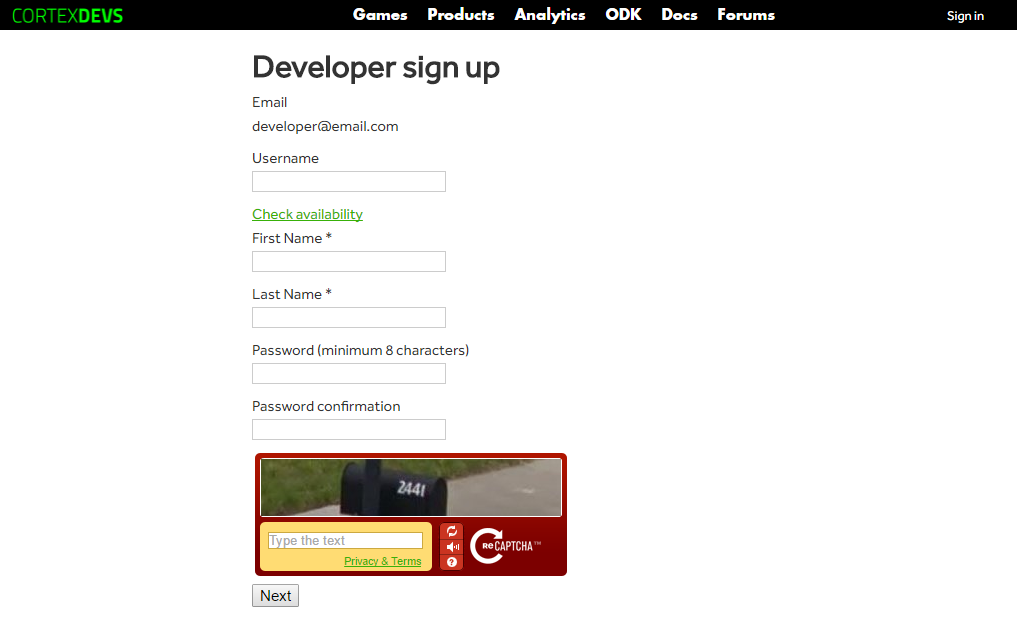 CORTEXDEVS Games Products Analytics ODK Docs Forums Sign in
Developer sign up
Email
developer@email.com
Username
Check availability
First Name *
Last Name *
Password (minimum 8 characters)
Password confirmation
2441
Type the text
Privacy & Terms
reCAPTCHA™
Next